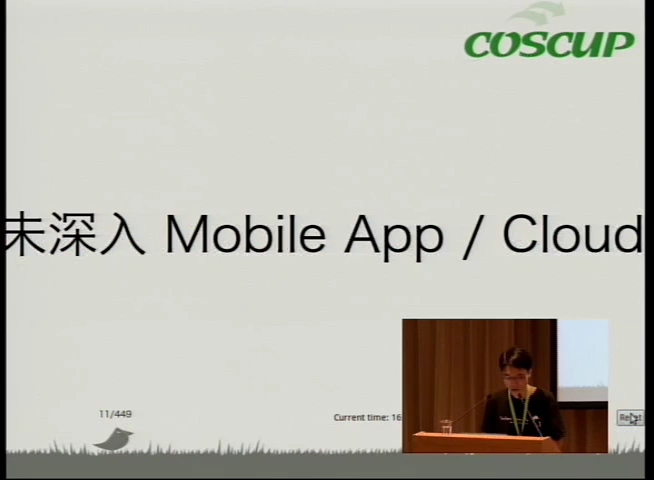 COSCUP
未深入 Mobile App / Cloud
11/449
Current time: 16